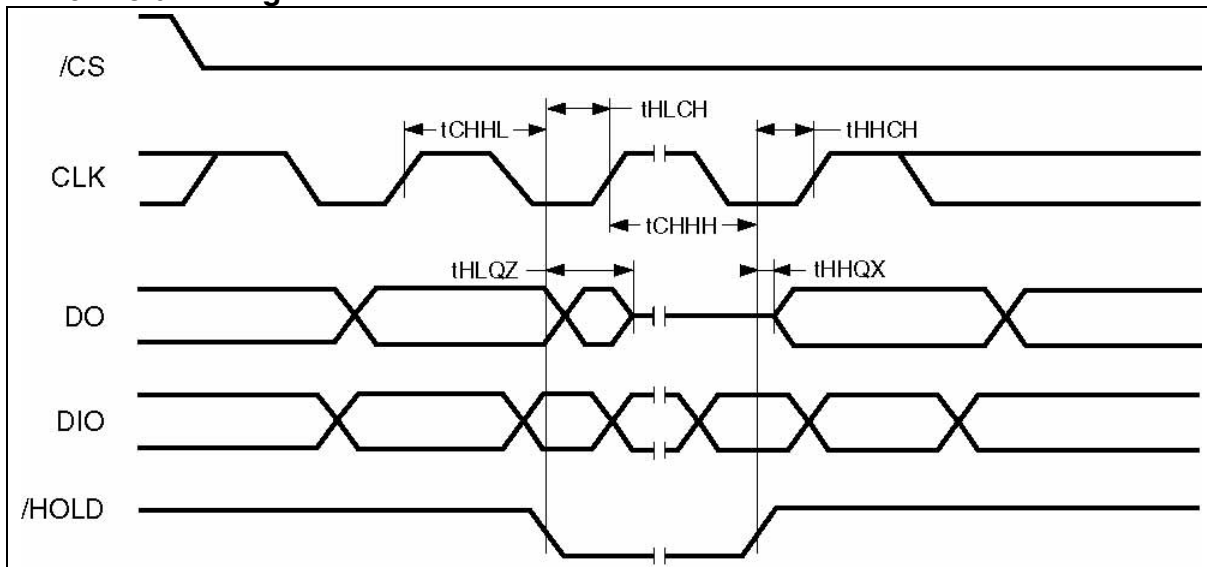 /CS
tHLCH
tCHHL
tHHCH
CLK
tCHHH
tHLQZ
tHHQX
DO
DIO
/HOLD